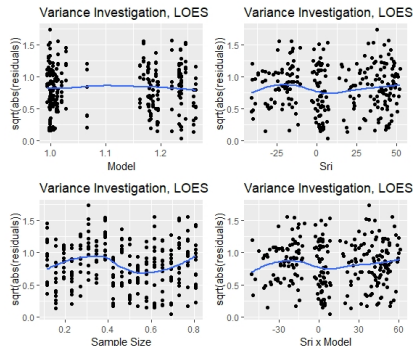 Variance Investigation, LOES
Variance Investigation, LOES
sqrt(abs(residuals))
1.5
1.0
0.5
0.0
1.0
1.1
1.2
Model
sqrt(abs(residuals))
1.5
1.0
0.5
0.0
-25
0
25
50
Sri
Variance Investigation, LOES
Variance Investigation, LOES
sqrt(abs(residuals))
1.5
1.0
0.5
0.0
0.2
0.4
0.6
0.8
Sample Size
sqrt(abs(residuals))
1.5
1.0
0.5
0.0
-30
0
30
60
Sri x Model